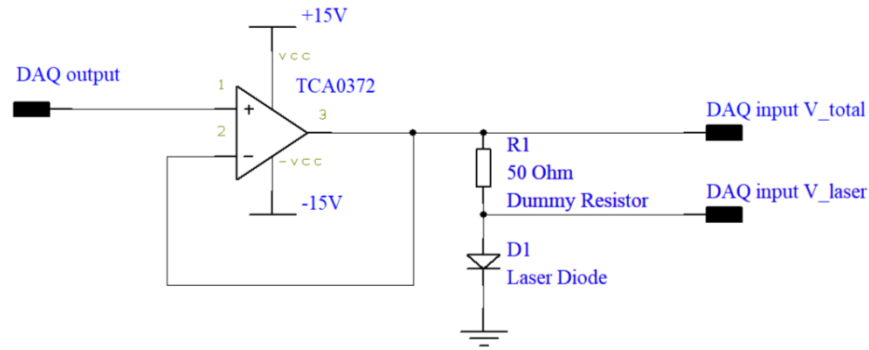 +15V
vcc
DAQ output
TCA0372
1
3
DAQ input V_total
2
R1
-vcc
50 Ohm
DAQ input V_laser
-15V
Dummy Resistor
D1
Laser Diode